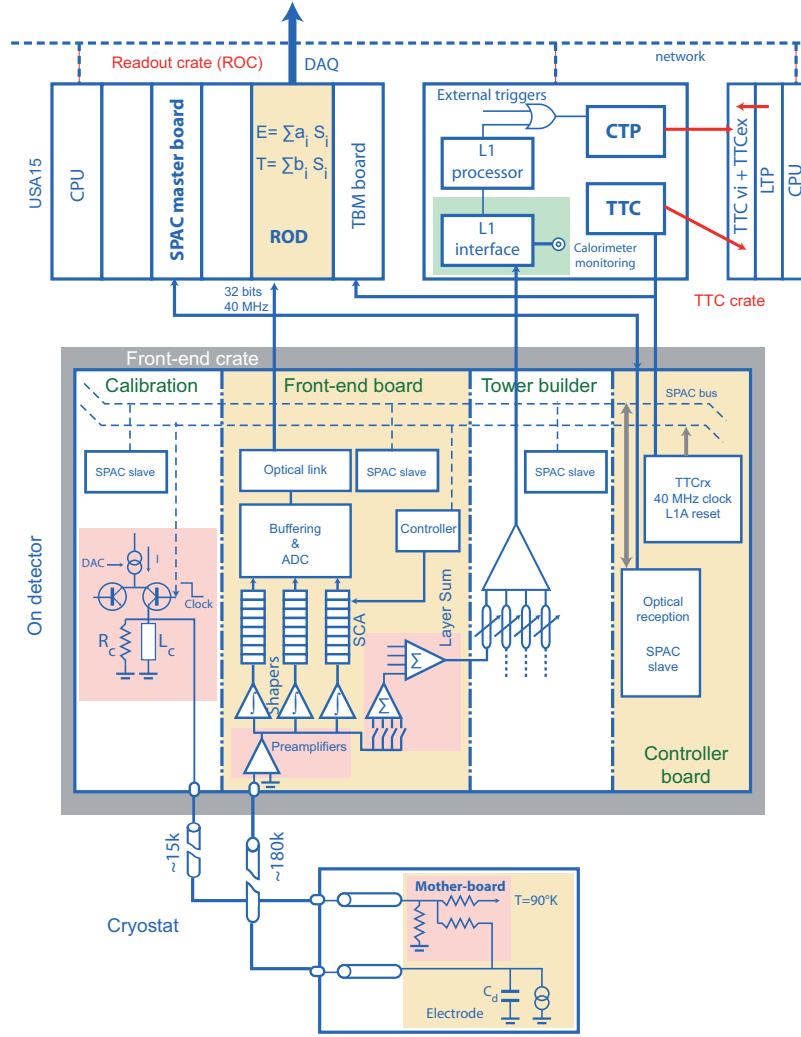 Readout crate (ROC)
DAQ
network
USA15
CPU
SPAC master board
E= ∑a_i S_i
T= ∑b_i S_i
ROD
TBM board
External triggers
CTP
L1
processor
TTC
L1
interface
Calorimeter
monitoring
TTC vi + TTCex
LTP
CPU
TTC crate
32 bits
40 MHz
Front-end crate
Calibration
Front-end board
Tower builder
SPAC bus
SPAC slave
Optical link
SPAC slave
SPAC slave
TTCrx
40 MHz clock
L1A reset
Buffering
&
ADC
Controller
On detector
DAC
I
Clock
R_c
L_c
SCA
Layer Sum
Optical
reception
SPAC
slave
Shapers
∫
∫
∫
∑
∑
Preamplifiers
Controller
board
~15k
~180k
Cryostat
Mother-board
T=90°K
C_d
Electrode